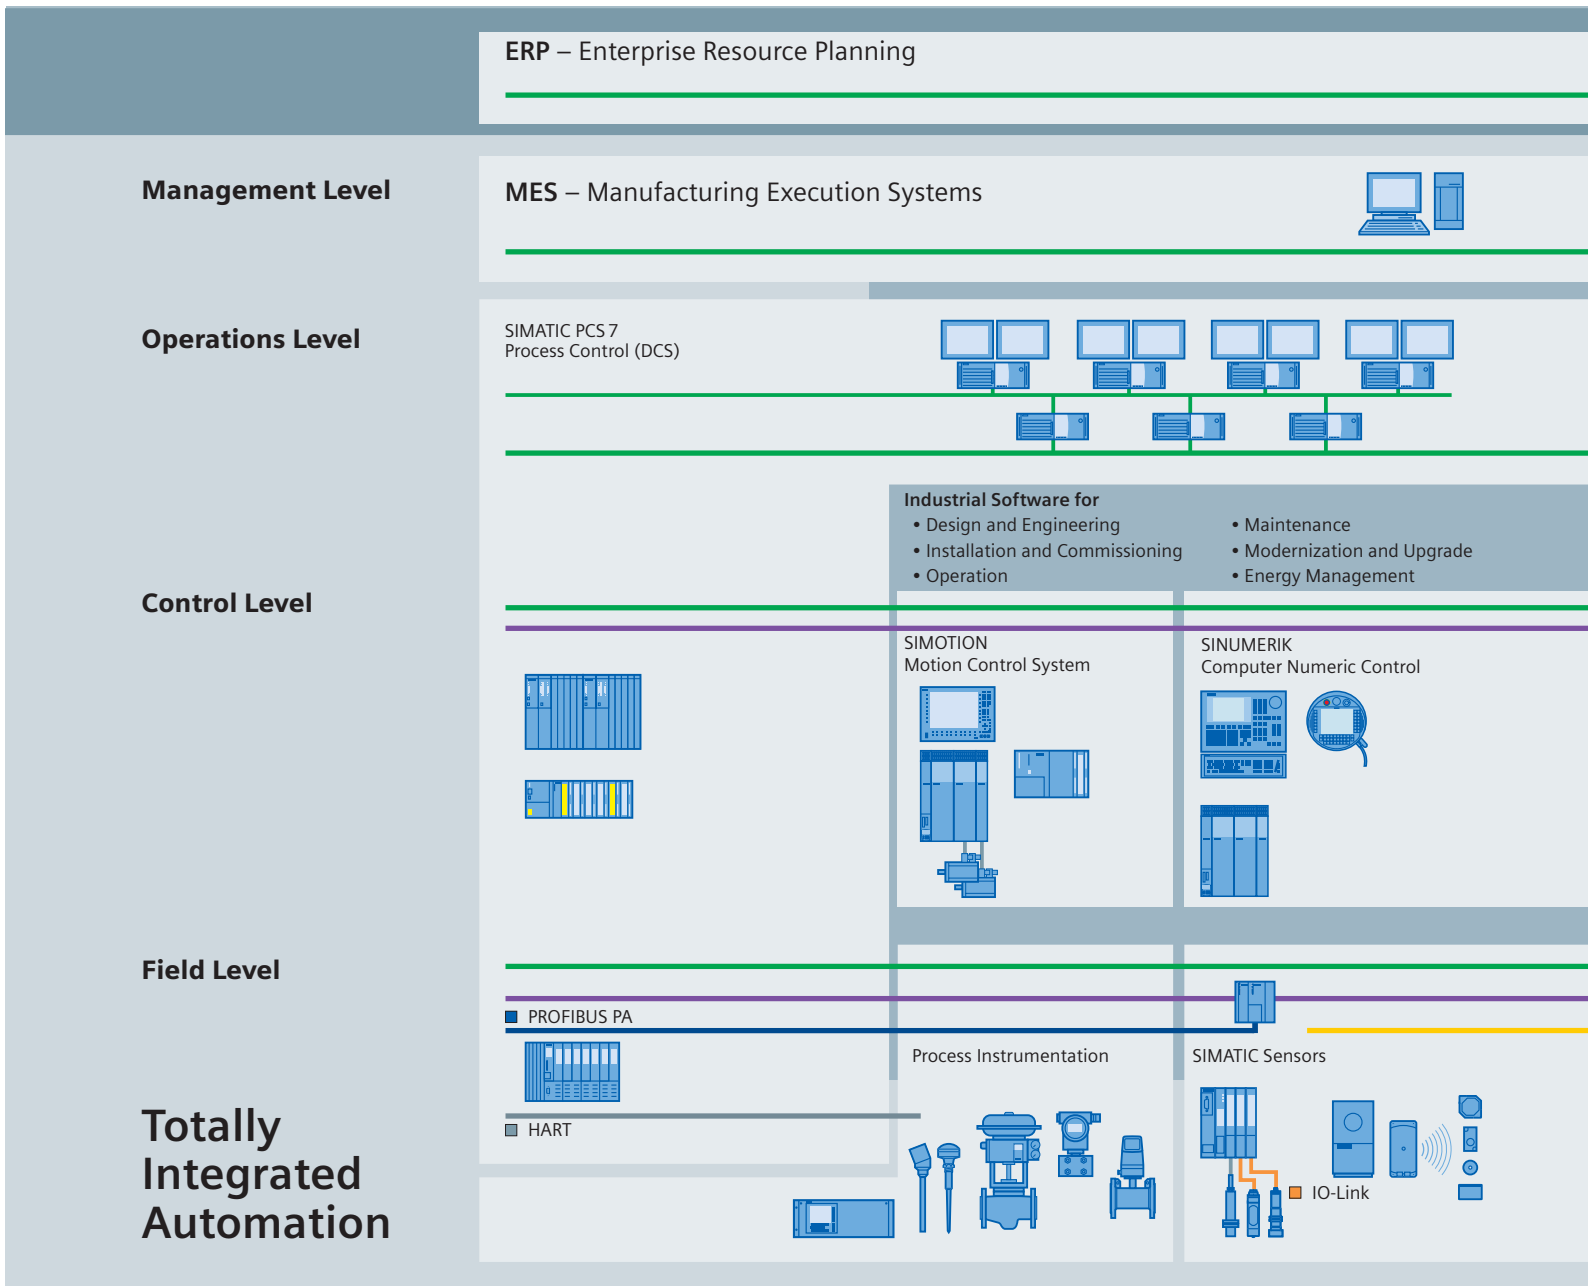 ERP – Enterprise Resource Planning
Management Level
MES – Manufacturing Execution Systems
Operations Level
SIMATIC PCS 7
Process Control (DCS)
Industrial Software for
• Design and Engineering
• Installation and Commissioning
• Operation
• Maintenance
• Modernization and Upgrade
• Energy Management
Control Level
SIMOTION
Motion Control System
SINUMERIK
Computer Numeric Control
Field Level
PROFIBUS PA
Process Instrumentation
SIMATIC Sensors
HART
IO-Link
Totally
Integrated
Automation